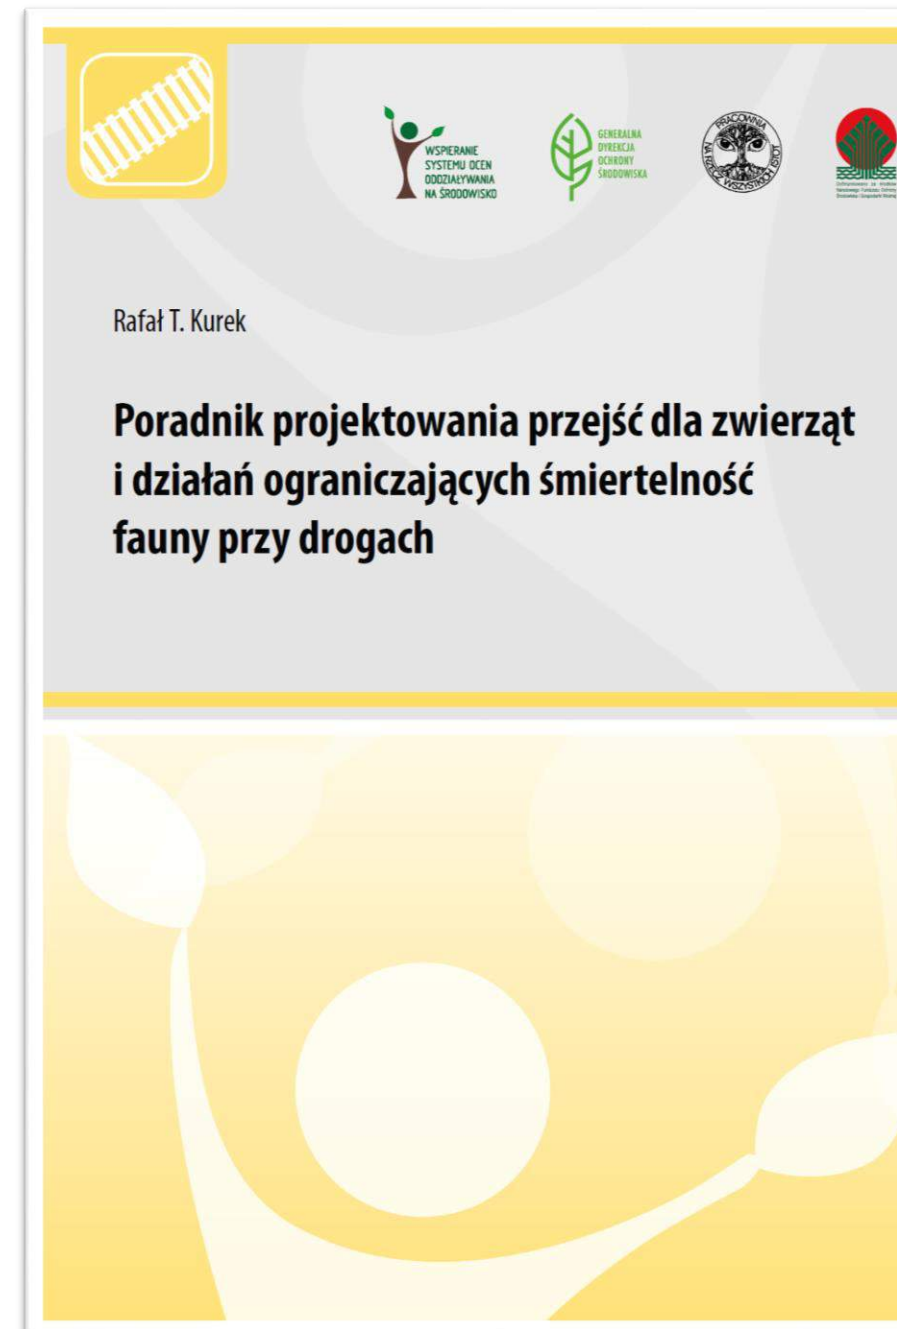 WSPIERANIE
SYSTEMU OCEN
ODDZIAŁYWANIA
NA ŚRODOWISKO
GENERALNA
DYREKCJA
OCHRONY
ŚRODOWISKA
PRACOWNIA
NA RZECZ WSZYSTKICH ISTOT
Rafał T. Kurek
Poradnik projektowania przejść dla zwierząt
i działań ograniczających śmiertelność
fauny przy drogach